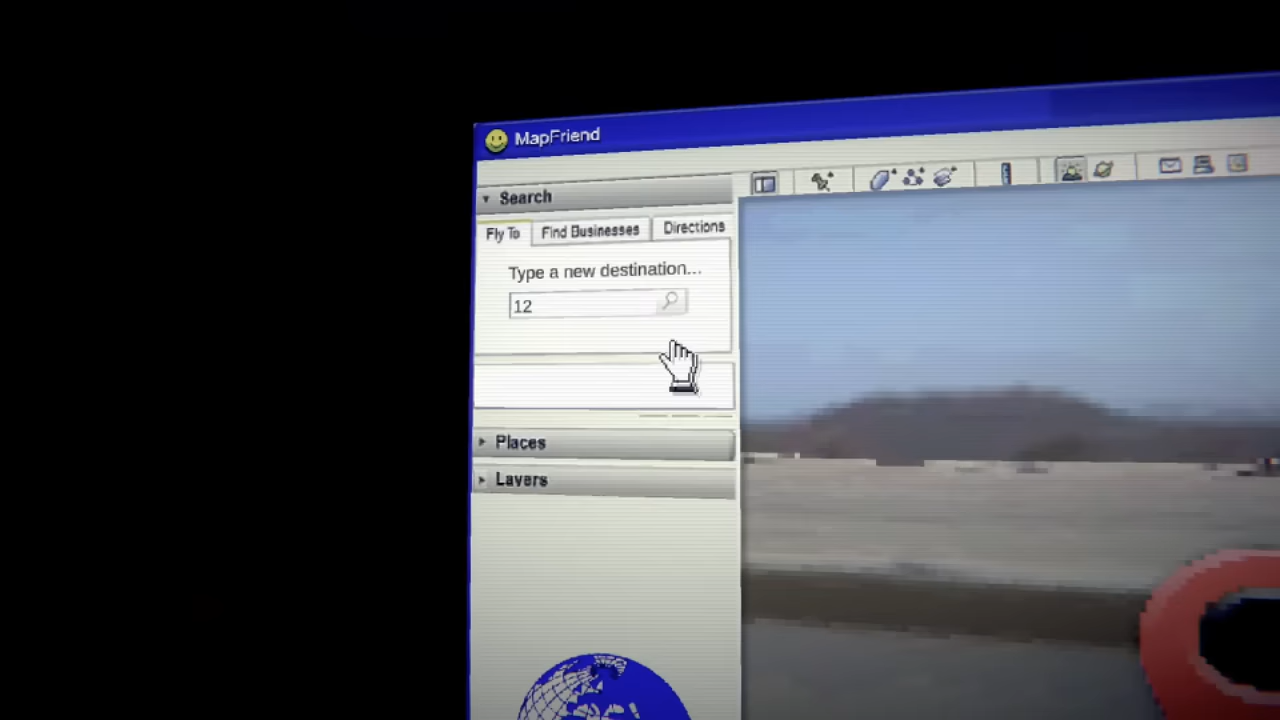 MapFriend
Search
Fly To
Find Businesses
Directions
Type a new destination...
12
Places
Layers